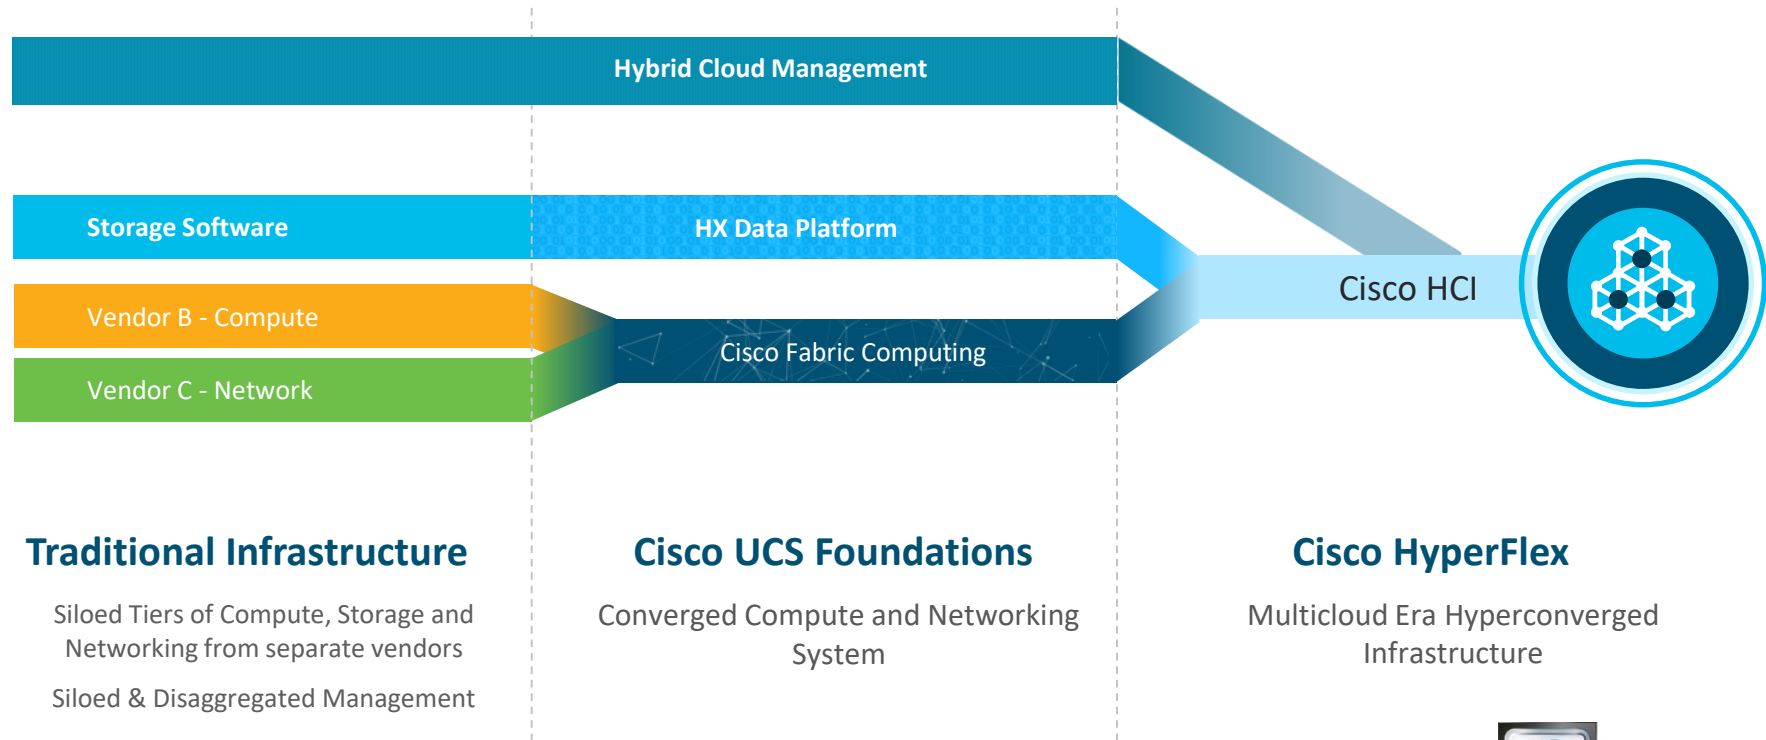 Hybrid Cloud Management
Storage Software
HX Data Platform
Vendor B - Compute
Vendor C - Network
Cisco Fabric Computing
Cisco HCI
Traditional Infrastructure
Siloed Tiers of Compute, Storage and
Networking from separate vendors
Siloed & Disaggregated Management
Cisco UCS Foundations
Converged Compute and Networking
System
Cisco HyperFlex
Multicloud Era Hyperconverged
Infrastructure